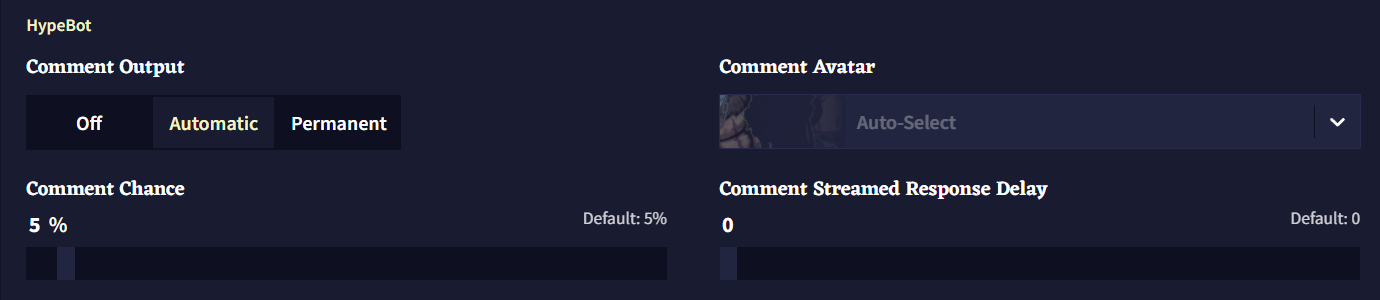 HypeBot
Comment Output
Off Automatic Permanent
Comment Avatar
Auto-Select
Comment Chance
5 %
Default: 5%
Comment Streamed Response Delay
0
Default: 0